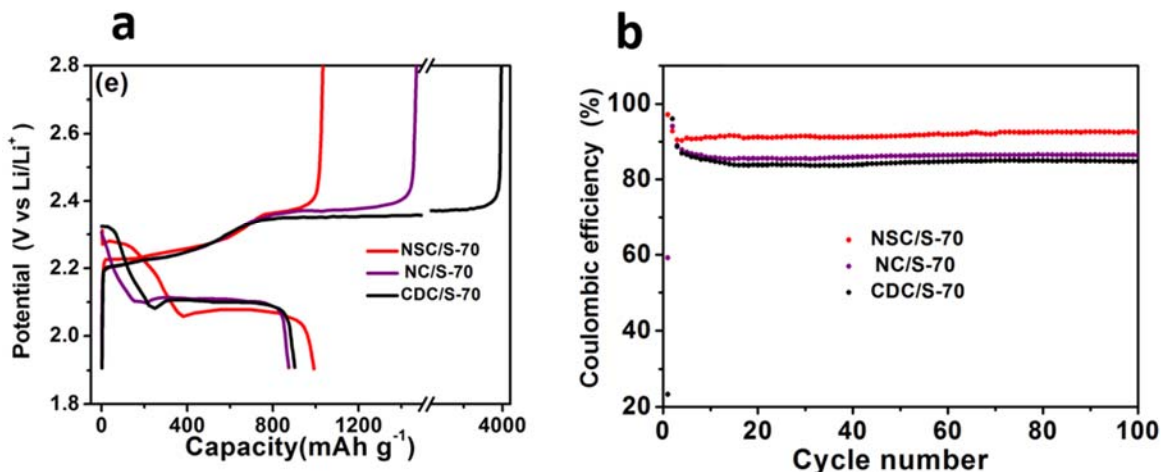 a
(e)
Potential (V vs Li/Li⁺)
2.8
2.6
2.4
2.2
2.0
1.8
NSC/S-70
NC/S-70
CDC/S-70
0 400 800 1200 4000
Capacity(mAh g⁻¹)
b
Coulombic efficiency (%)
100
80
60
40
20
NSC/S-70
NC/S-70
CDC/S-70
0 20 40 60 80 100
Cycle number